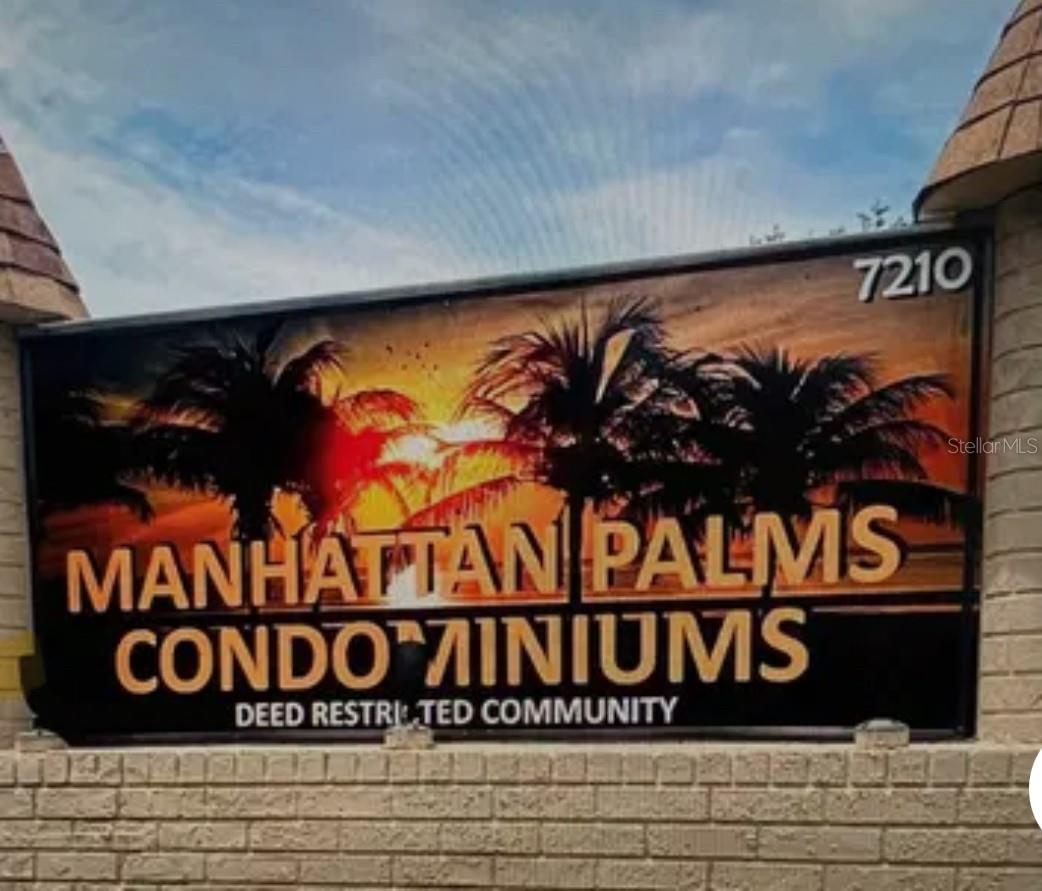 7210
StellarMLS
MANHATTAN PALMS
CONDOMINIUMS
DEED RESTRICTED COMMUNITY